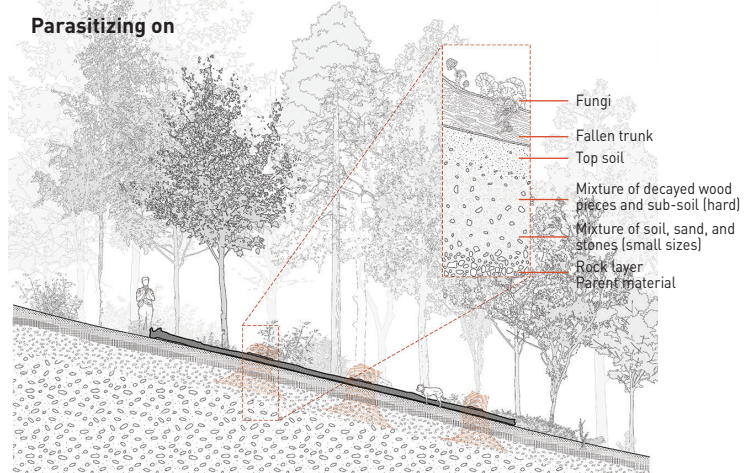 Parasitizing on
Fungi
Fallen trunk
Top soil
Mixture of decayed wood
pieces and sub-soil (hard)
Mixture of soil, sand, and
stones (small sizes)
Rock layer
Parent material